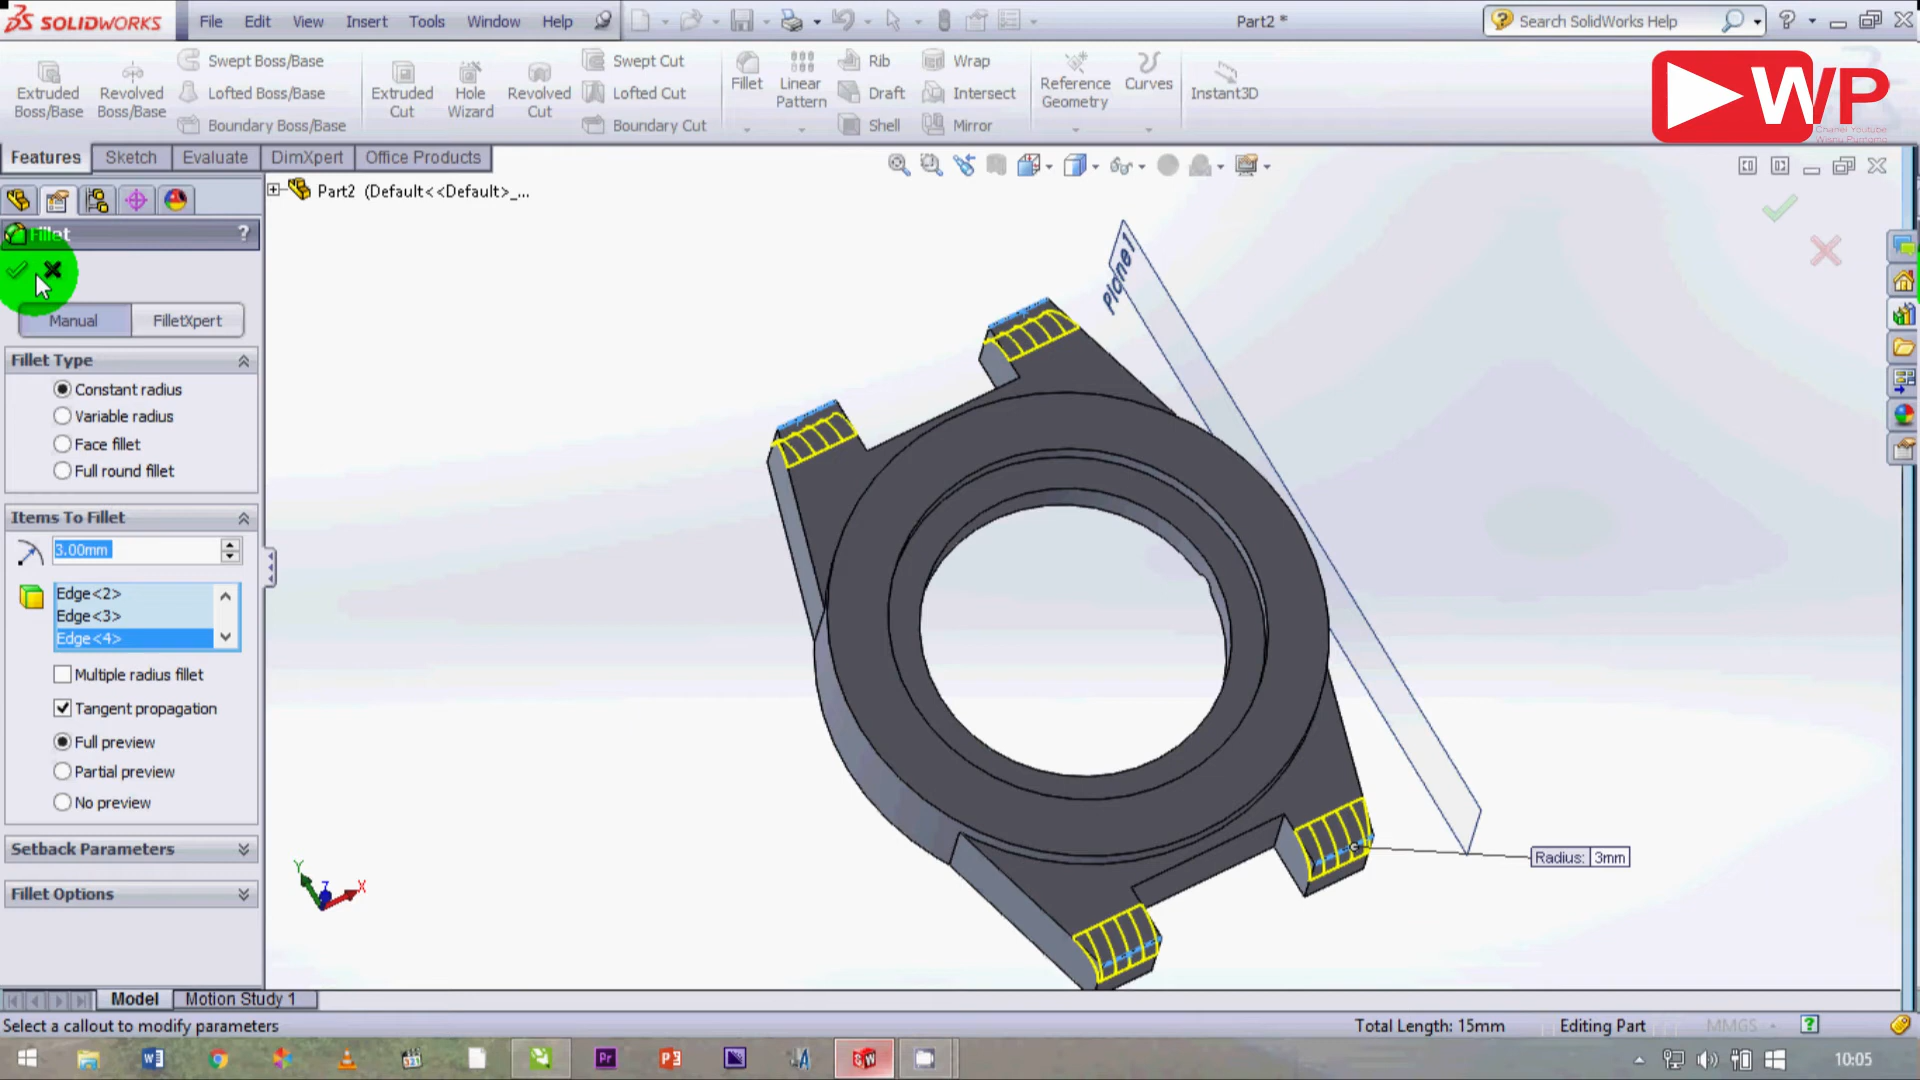 SOLIDWORKS File Edit View Insert Tools Window Help Part2 * Search SolidWorks Help
Extruded Boss/Base
Revolved Boss/Base
Swept Boss/Base
Lofted Boss/Base
Boundary Boss/Base
Extruded Cut
Hole Wizard
Revolved Cut
Swept Cut
Lofted Cut
Boundary Cut
Fillet
Linear Pattern
Rib
Draft
Shell
Wrap
Intersect
Mirror
Reference Geometry
Curves
Instant3D
WP
Chanel Youtube
Wisnu Purnomo
Features Sketch Evaluate DimXpert Office Products
Part2 (Default<<Default>_...
Fillet ?
Manual FilletXpert
Fillet Type
Constant radius
Variable radius
Face fillet
Full round fillet
Items To Fillet
3.00mm
Edge<2>
Edge<3>
Edge<4>
Multiple radius fillet
Tangent propagation
Full preview
Partial preview
No preview
Setback Parameters
Fillet Options
Plane1
Radius: 3mm
Y
Z
X
Model Motion Study 1
Select a callout to modify parameters Total Length: 15mm Editing Part MMGS
10:05